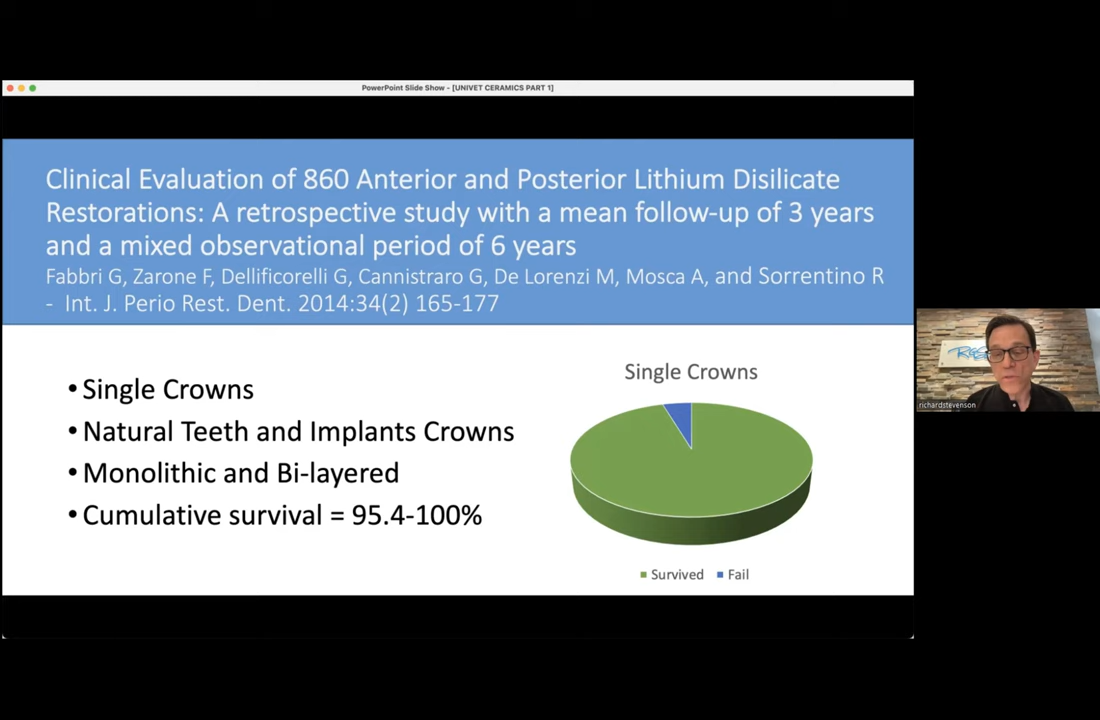 PowerPoint Slide Show - [UNIVET CERAMICS PART 1]
Clinical Evaluation of 860 Anterior and Posterior Lithium Disilicate
Restorations: A retrospective study with a mean follow-up of 3 years
and a mixed observational period of 6 years
Fabbri G, Zarone F, Dellificorelli G, Cannistraro G, De Lorenzi M, Mosca A, and Sorrentino R
- Int. J. Perio Rest. Dent. 2014:34(2) 165-177
• Single Crowns
• Natural Teeth and Implants Crowns
• Monolithic and Bi-layered
• Cumulative survival = 95.4-100%
Single Crowns
Survived Fail
richardstevenson